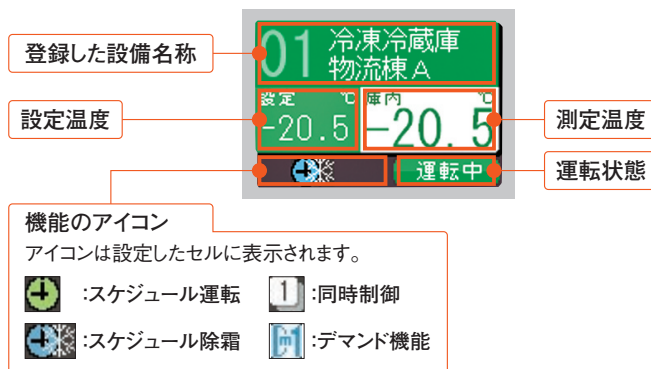 登録した設備名称
01 冷凍冷蔵庫
物流棟A
設定温度
設定 ℃ 庫内 ℃
-20.5 -20.5
測定温度
運転中
運転状態
機能のアイコン
アイコンは設定したセルに表示されます。
:スケジュール運転 1 :同時制御
:スケジュール除霜 :デマンド機能